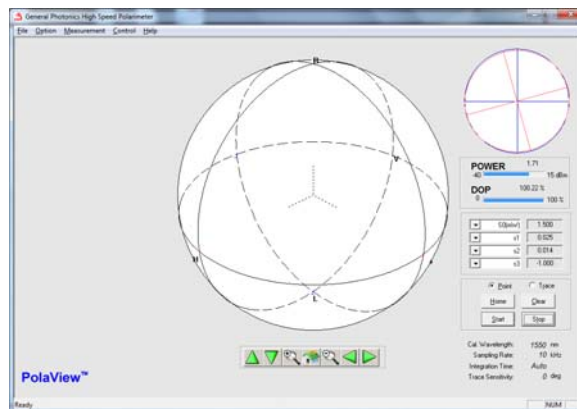 General Photonics High Speed Polarimeter
File Option Measurement Control Help
R
V
H
L
POWER 1.71
-40 15 dBm
DOP 100.22 %
0 100 %
S0(mW) 1.500
s1 0.025
s2 0.014
s3 -1.000
Point Trace
Home Clear
Start Stop
Cal. Wavelength: 1550 nm
Sampling Rate: 10 kHz
Integration Time: Auto
Trace Sensitivity: 0 deg
PolaView™
Ready NUM